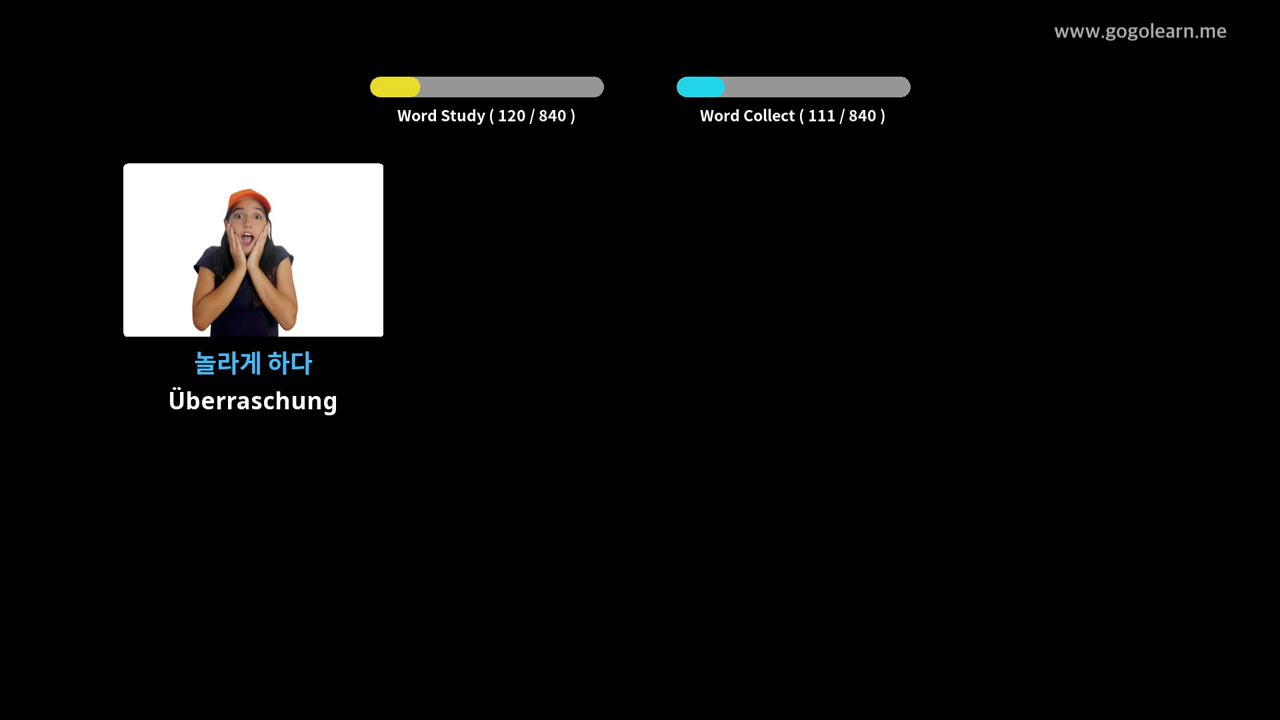 www.gogolearn.me
Word Study ( 120 / 840 )
Word Collect ( 111 / 840 )
놀라게 하다
Überraschung